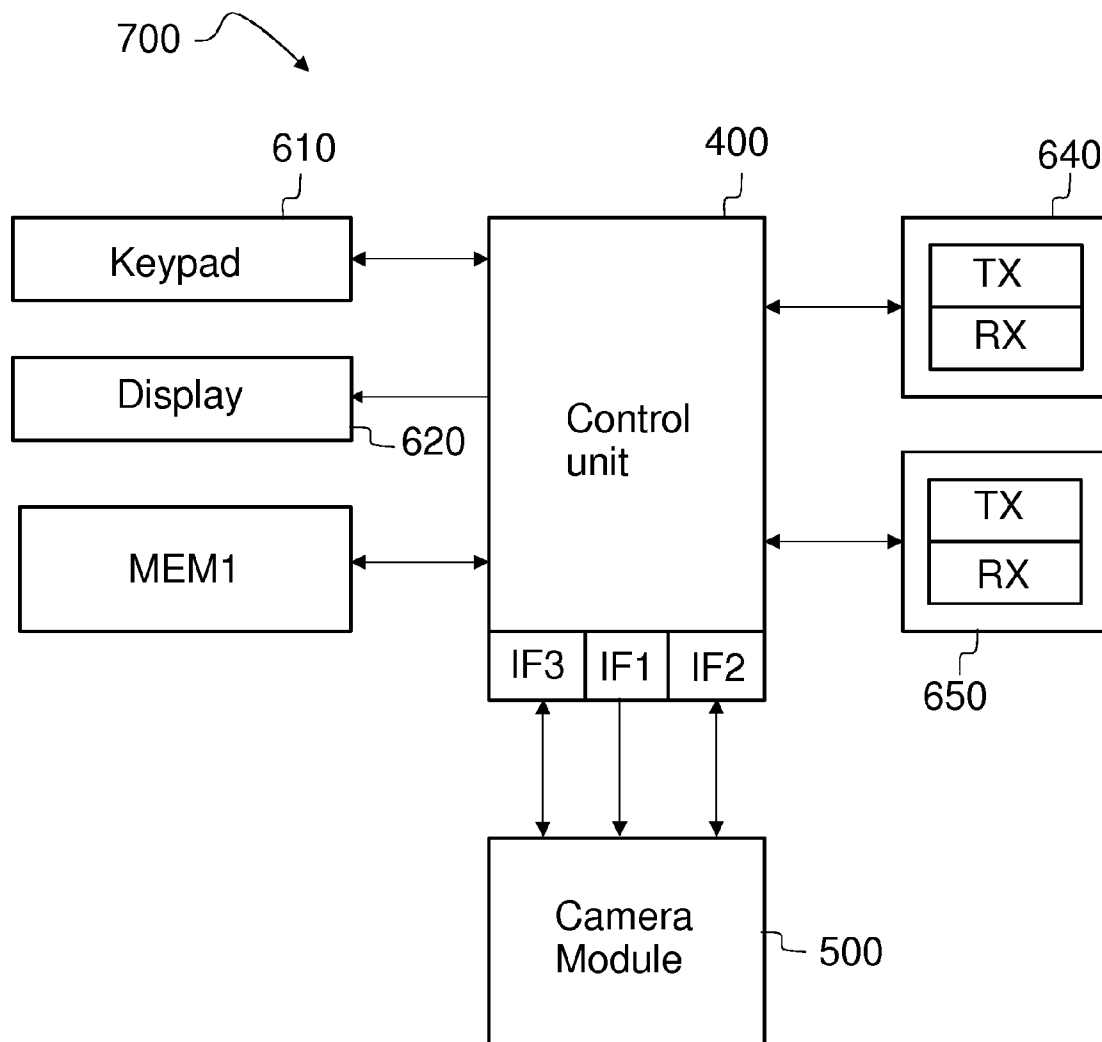 700
610
400
640
Keypad
TX
RX
Display
620
Control
unit
MEM1
TX
RX
IF3 IF1 IF2
650
Camera
Module
500